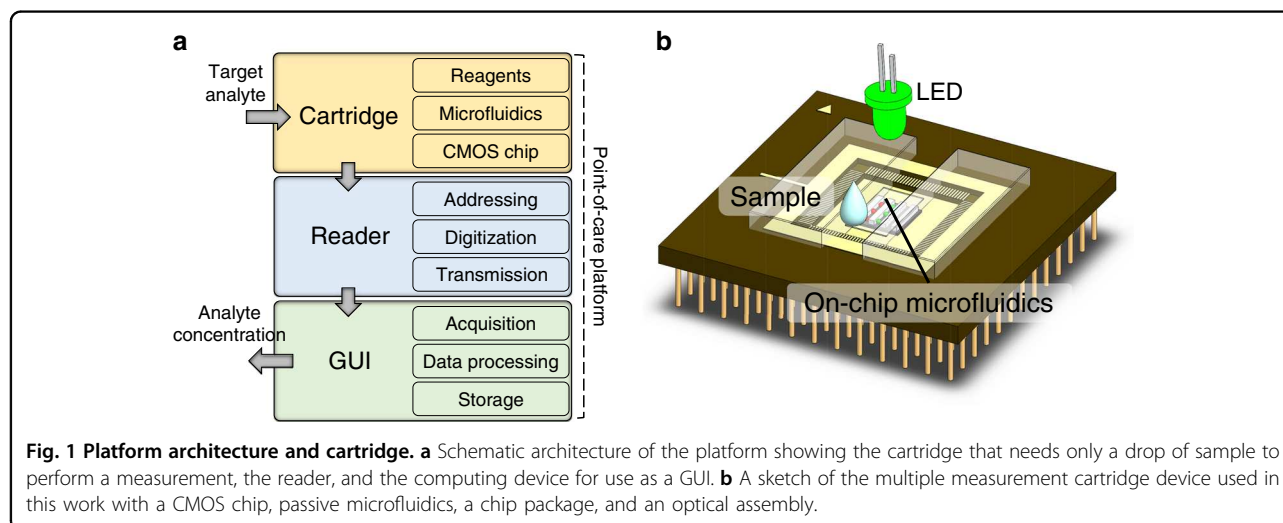 a
Target
analyte
Cartridge
Reagents
Microfluidics
CMOS chip
Reader
Addressing
Digitization
Transmission
Analyte
concentration
GUI
Acquisition
Data processing
Storage
Point-of-care platform
b
LED
Sample
On-chip microfluidics
Fig. 1 Platform architecture and cartridge. a Schematic architecture of the platform showing the cartridge that needs only a drop of sample to
perform a measurement, the reader, and the computing device for use as a GUI. b A sketch of the multiple measurement cartridge device used in
this work with a CMOS chip, passive microfluidics, a chip package, and an optical assembly.